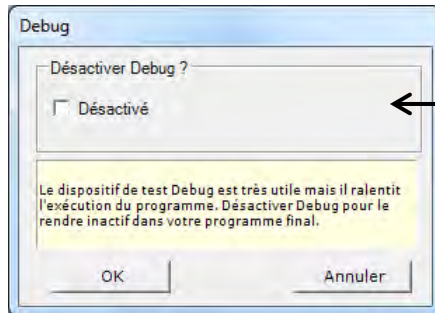 Debug
Désactiver Debug ?
Désactivé
Le dispositif de test Debug est très utile mais il ralentit
l'exécution du programme. Désactiver Debug pour le
rendre inactif dans votre programme final.
OK
Annuler